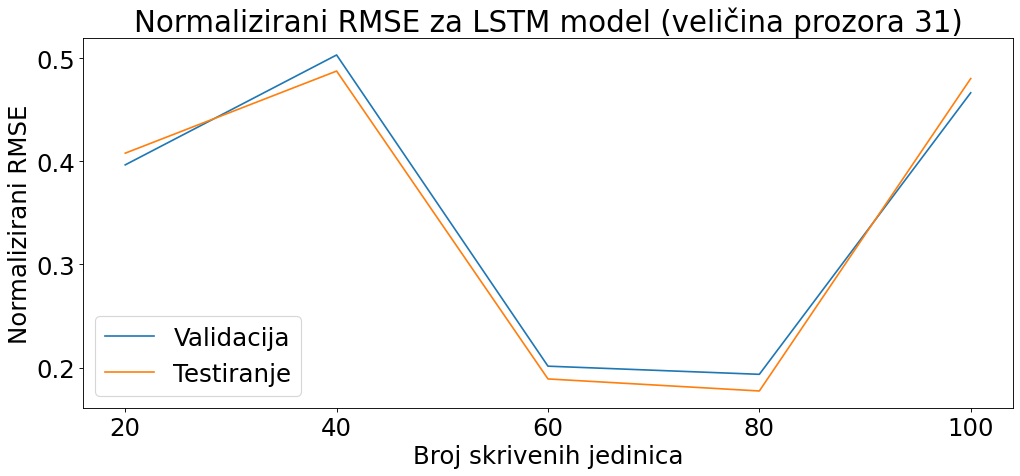 Normalizirani RMSE za LSTM model (veličina prozora 31)
Normalizirani RMSE
0.5
0.4
0.3
0.2
Validacija
Testiranje
20 40 60 80 100
Broj skrivenih jedinica